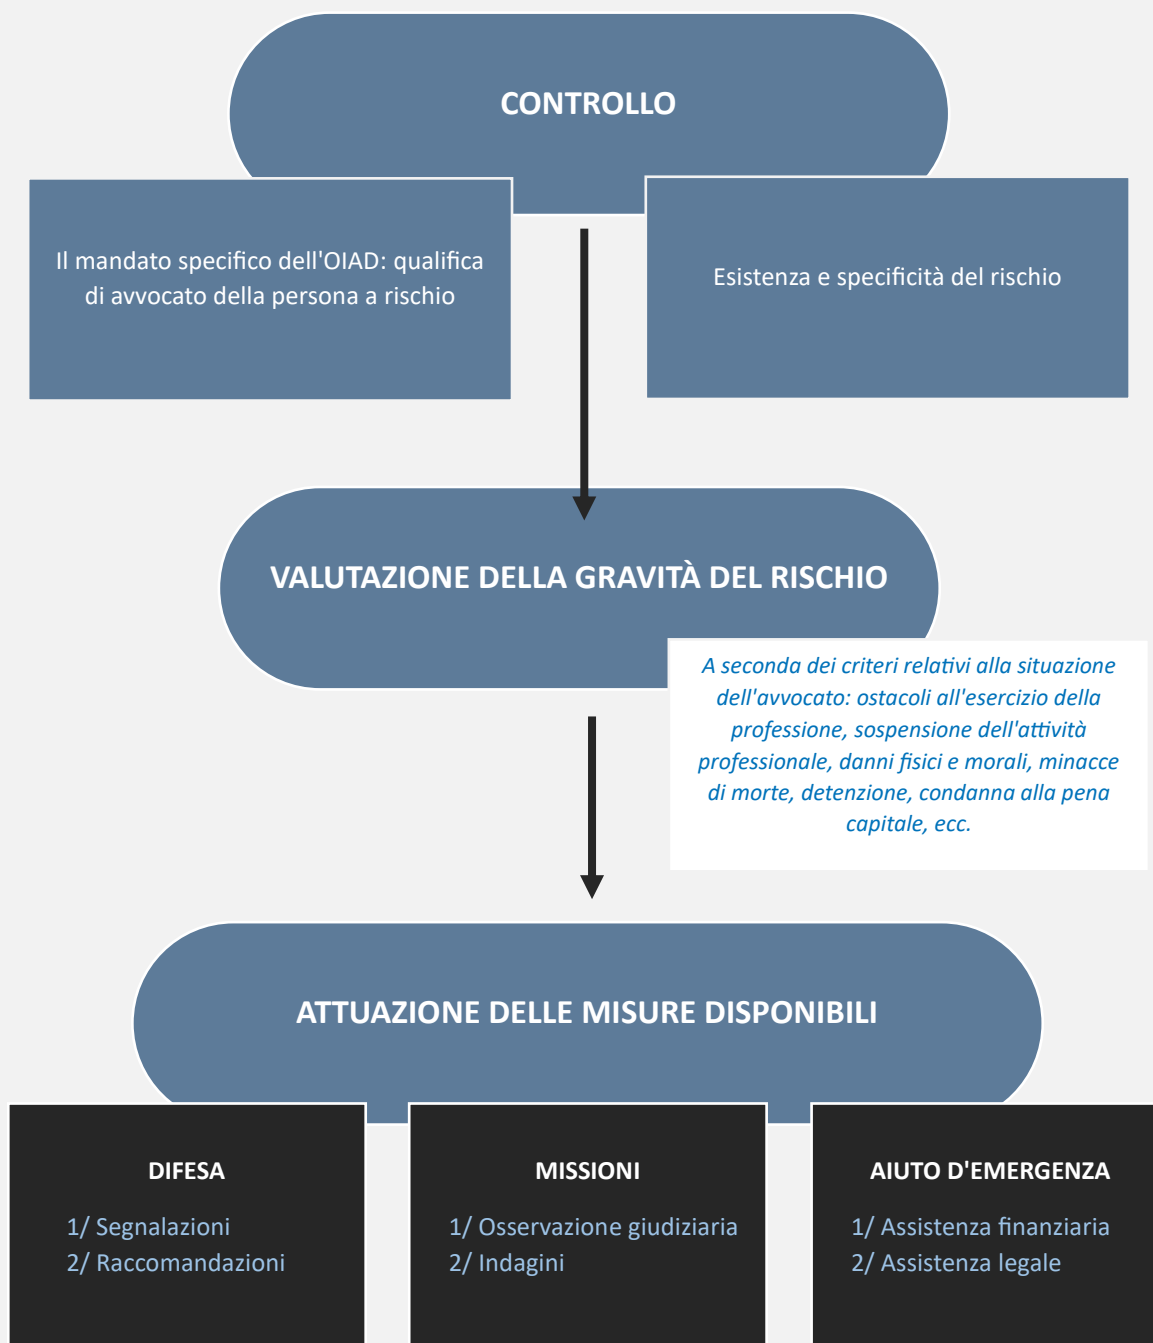 CONTROLLO
Il mandato specifico dell'OIAD: qualifica
di avvocato della persona a rischio
Esistenza e specificità del rischio
VALUTAZIONE DELLA GRAVITÀ DEL RISCHIO
A seconda dei criteri relativi alla situazione
dell'avvocato: ostacoli all'esercizio della
professione, sospensione dell'attività
professionale, danni fisici e morali, minacce
di morte, detenzione, condanna alla pena
capitale, ecc.
ATTUAZIONE DELLE MISURE DISPONIBILI
DIFESA
1/ Segnalazioni
2/ Raccomandazioni
MISSIONI
1/ Osservazione giudiziaria
2/ Indagini
AIUTO D'EMERGENZA
1/ Assistenza finanziaria
2/ Assistenza legale